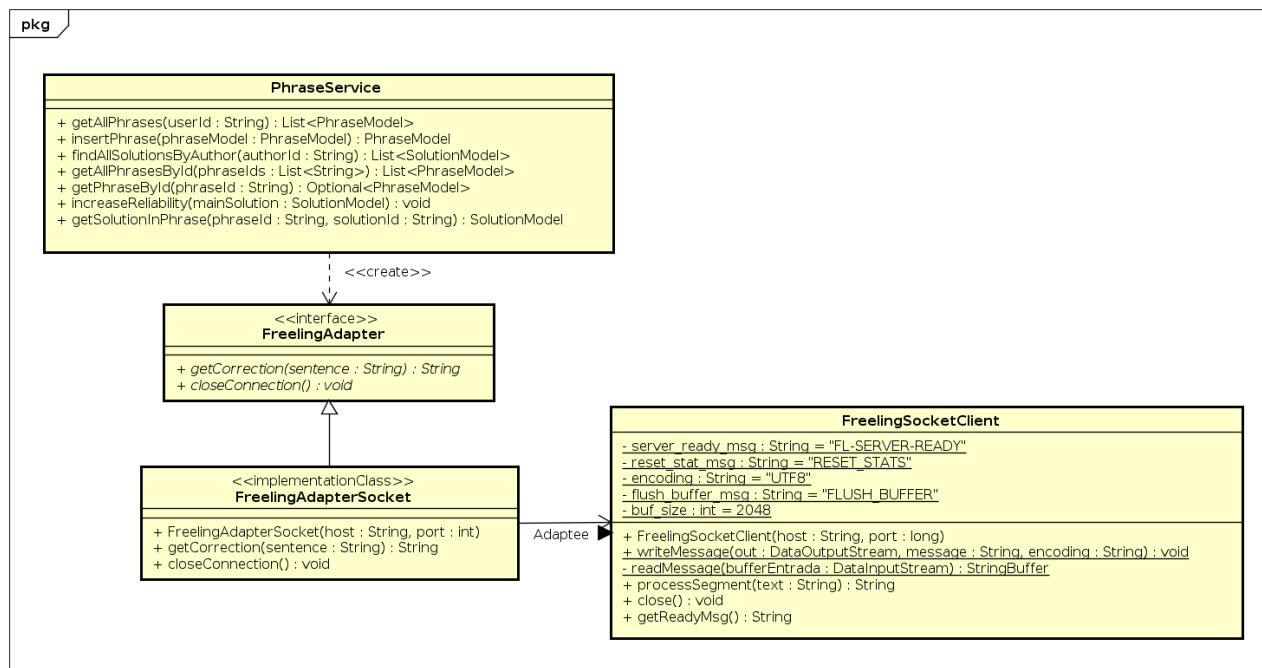 pkg
PhraseService
+ getAllPhrases(userId : String) : List<PhraseModel>
+ insertPhrase(phraseModel : PhraseModel) : PhraseModel
+ findAllSolutionsByAuthor(authorId : String) : List<SolutionModel>
+ getAllPhrasesById(phraseIds : List<String>) : List<PhraseModel>
+ getPhraseById(phraseId : String) : Optional<PhraseModel>
+ increaseReliability(mainSolution : SolutionModel) : void
+ getSolutionInPhrase(phraseId : String, solutionId : String) : SolutionModel
<<create>>
<<interface>>
FreelingAdapter
+ getCorrection(sentence : String) : String
+ closeConnection() : void
<<implementationClass>>
FreelingAdapterSocket
+ FreelingAdapterSocket(host : String, port : int)
+ getCorrection(sentence : String) : String
+ closeConnection() : void
Adaptee
FreelingSocketClient
- server_ready_msg : String = "FL-SERVER-READY"
- reset_stat_msg : String = "RESET_STATS"
- encoding : String = "UTF8"
- flush_buffer_msg : String = "FLUSH_BUFFER"
- buf_size : int = 2048
+ FreelingSocketClient(host : String, port : long)
+ writeMessage(out : DataOutputStream, message : String, encoding : String) : void
- readMessage(bufferEntrada : DataInputStream) : StringBuffer
+ processSegment(text : String) : String
+ close() : void
+ getReadyMsg() : String